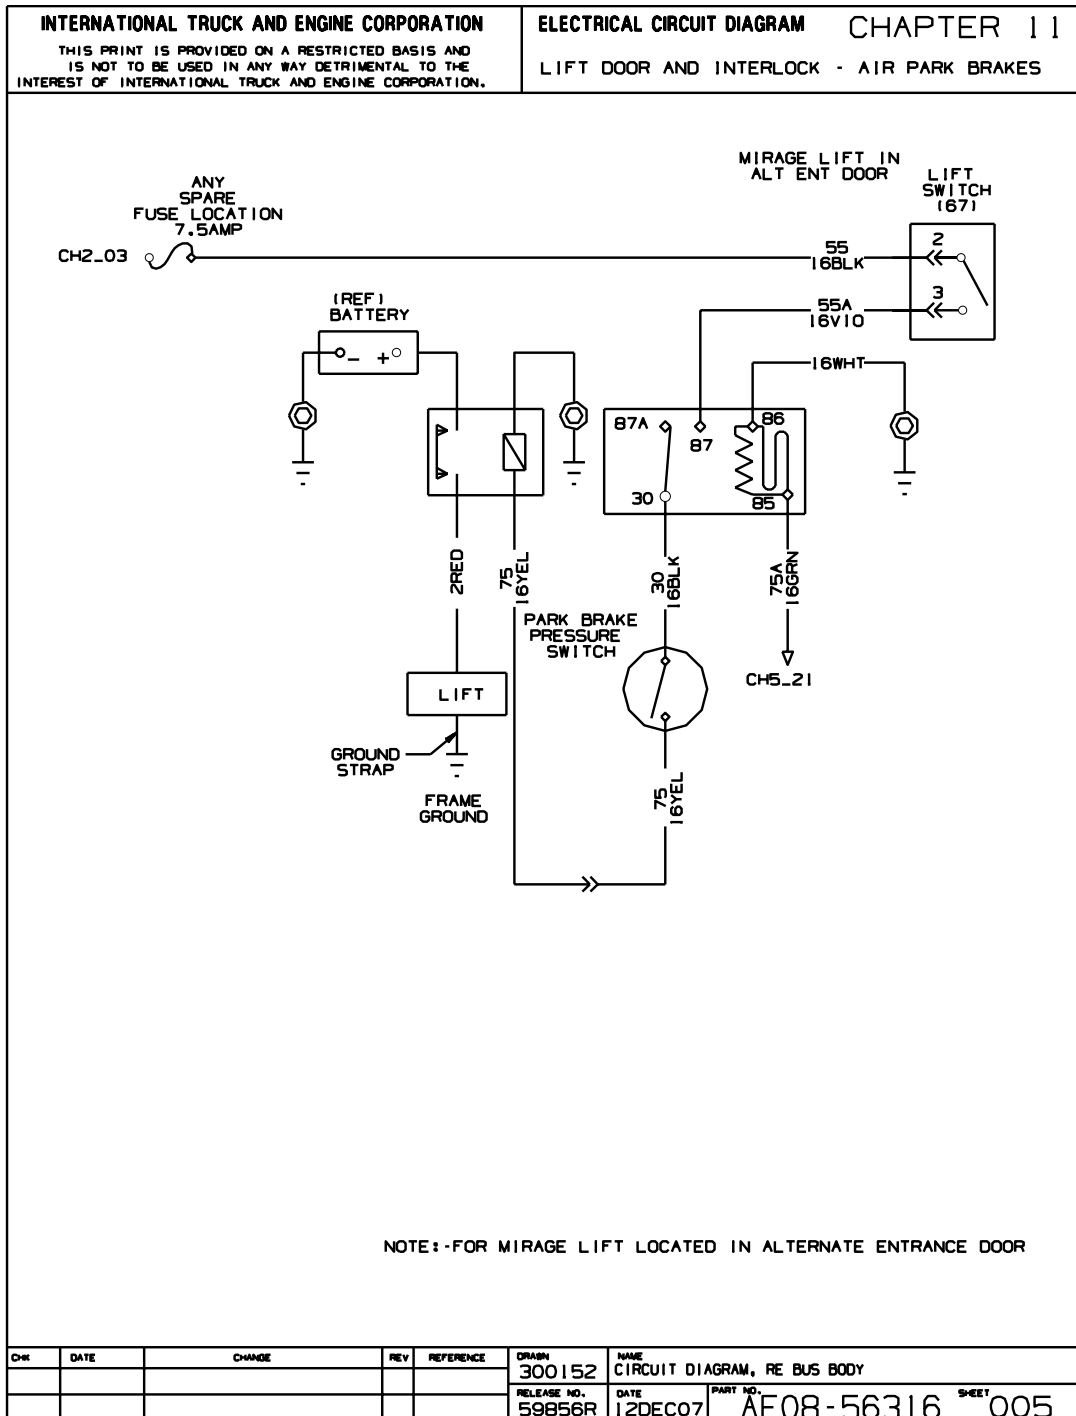 INTERNATIONAL TRUCK AND ENGINE CORPORATION
THIS PRINT IS PROVIDED ON A RESTRICTED BASIS AND
IS NOT TO BE USED IN ANY WAY DETRIMENTAL TO THE
INTEREST OF INTERNATIONAL TRUCK AND ENGINE CORPORATION.
ELECTRICAL CIRCUIT DIAGRAM CHAPTER 11
LIFT DOOR AND INTERLOCK - AIR PARK BRAKES
MIRAGE LIFT IN
ALT ENT DOOR
LIFT
SWITCH
(67)
ANY
SPARE
FUSE LOCATION
7.5AMP
CH2_03
55
16BLK
2
55A
16VIO
3
(REF)
BATTERY
- +
16WHT
87A
87
86
30
85
2RED
75
16YEL
30
16BLK
75A
16GRN
PARK BRAKE
PRESSURE
SWITCH
CH5_21
LIFT
GROUND
STRAP
FRAME
GROUND
75
16YEL
NOTE:-FOR MIRAGE LIFT LOCATED IN ALTERNATE ENTRANCE DOOR
CHK DATE CHANGE REV REFERENCE
DRAWN
300152
NAME
CIRCUIT DIAGRAM, RE BUS BODY
RELEASE NO.
59856R
DATE
12DEC07
PART NO.
AE08-56316
SHEET
005